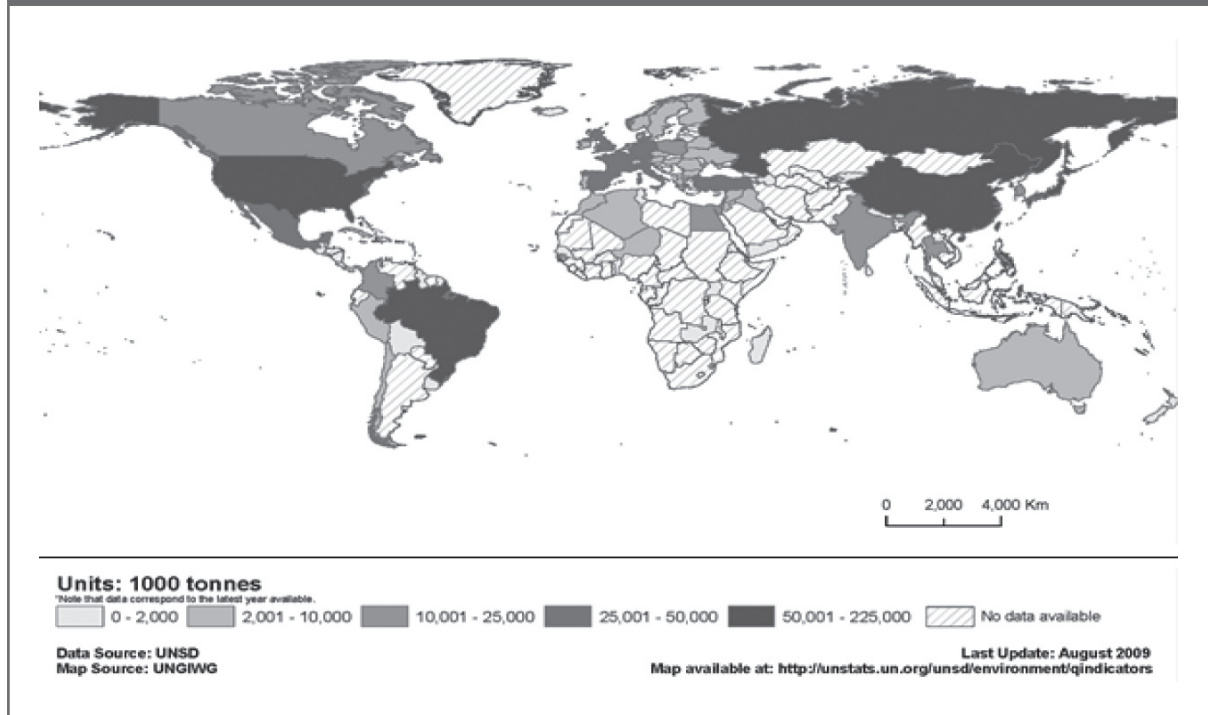 0 2,000 4,000 Km
Units: 1000 tonnes
*Note that data correspond to the latest year available.
0 - 2,000 2,001 - 10,000 10,001 - 25,000 25,001 - 50,000 50,001 - 225,000 No data available
Data Source: UNSD
Map Source: UNGIWG
Last Update: August 2009
Map available at: http://unstats.un.org/unsd/environment/qindicators